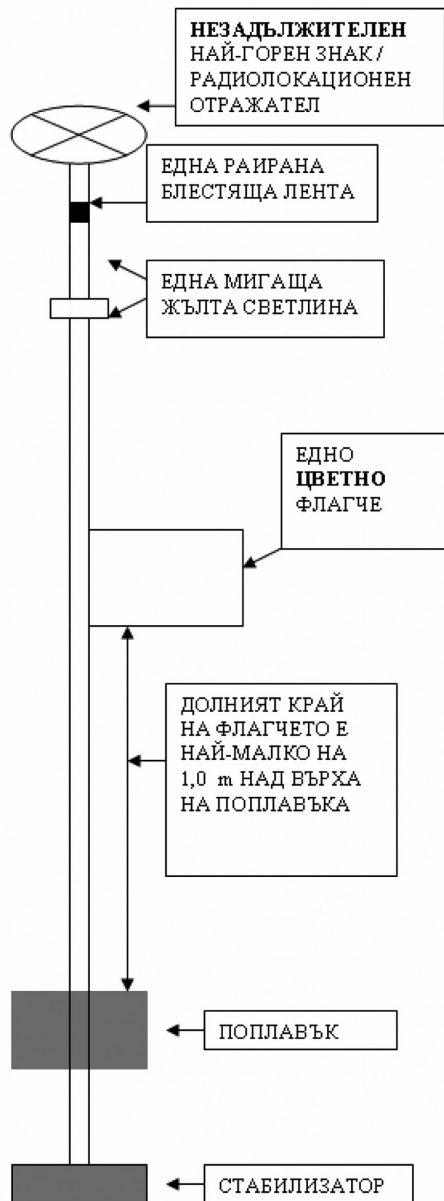 НЕЗАДЪЛЖИТЕЛЕН
НАЙ-ГОРЕН ЗНАК /
РАДИОЛОКАЦИОНЕН
ОТРАЖАТЕЛ
ЕДНА РАИРАНА
БЛЕСТЯЩА ЛЕНТА
ЕДНА МИГАЩА
ЖЪЛТА СВЕТЛИНА
ЕДНО
ЦВЕТНО
ФЛАГЧЕ
ДОЛНИЯТ КРАЙ
НА ФЛАГЧЕТО Е
НАЙ-МАЛКО НА
1,0 m НАД ВЪРХА
НА ПОПЛАВЪКА
ПОПЛАВЪК
СТАБИЛИЗАТОР